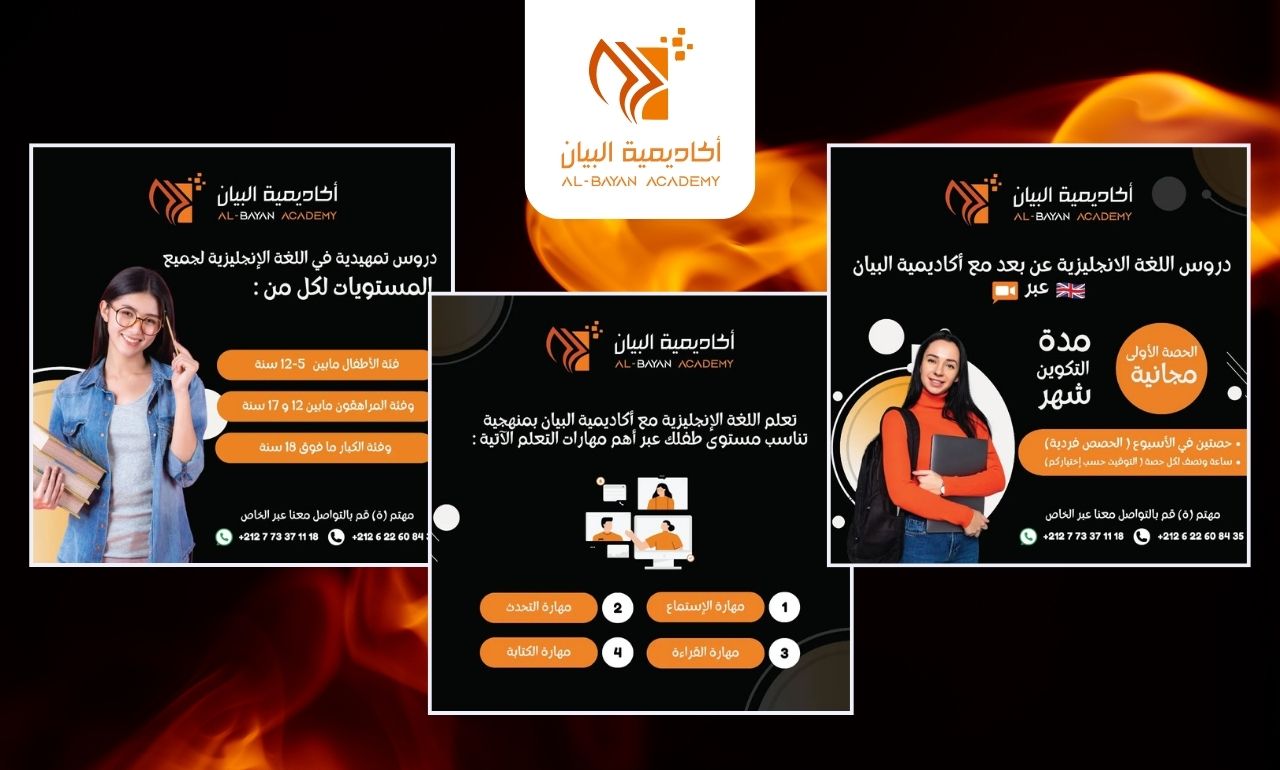 أكاديمية البيان
AL-BAYAN ACADEMY
أكاديمية البيان
AL-BAYAN ACADEMY
دروس تمهيدية في اللغة الإنجليزية لجميع
المستويات لكل من :
فئة الأطفال مابين 5-12 سنة
وفئة المراهقون مابين 12 و 17 سنة
وفئة الكبار ما فوق 18 سنة
مهتم (ة) قم بالتواصل معنا عبر الخاص
+212 7 73 37 11 18 +212 6 22 60 84
أكاديمية البيان
AL-BAYAN ACADEMY
تعلم اللغة الإنجليزية مع أكاديمية البيان بمنهجية
تناسب مستوى طفلك عبر أهم مهارات التعلم الآتية :
1 مهارة الإستماع 2 مهارة التحدث
3 مهارة القراءة 4 مهارة الكتابة
أكاديمية البيان
AL-BAYAN ACADEMY
دروس اللغة الانجليزية عن بعد مع أكاديمية البيان
عبر
الحصة الأولى
مجانية
مدة
التكوين
شهر
• حصتين في الأسبوع ( الحصص فردية )
• ساعة ونصف لكل حصة ( التوقيت حسب إختياركم )
مهتم (ة) قم بالتواصل معنا عبر الخاص
+212 7 73 37 11 18 +212 6 22 60 84 35